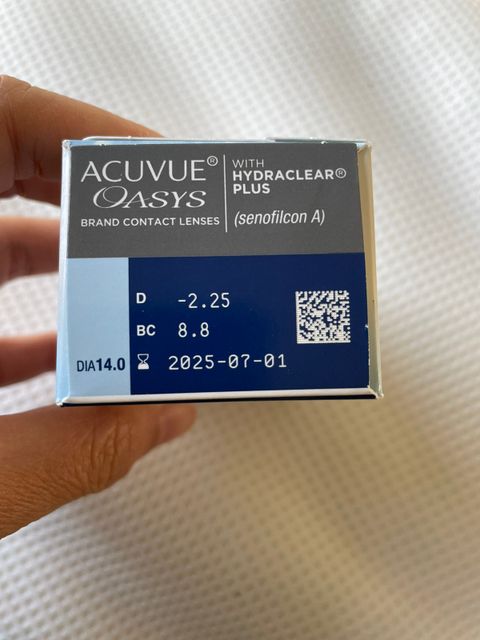 ACUVUE® WITH
OASYS HYDRACLEAR®
PLUS
BRAND CONTACT LENSES (senofilcon A)
D -2.25
BC 8.8
DIA14.0 2025-07-01